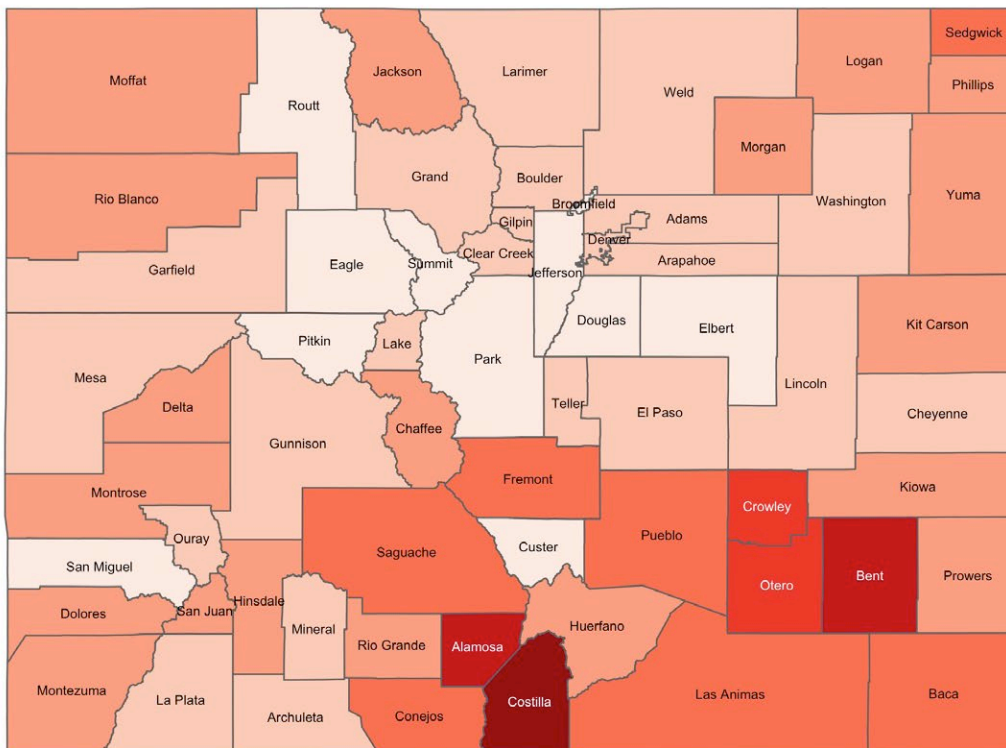 Sedgwick
Logan
Moffat
Jackson
Larimer
Weld
Phillips
Routt
Morgan
Grand
Boulder
Rio Blanco
Yuma
Washington
Broomfield
Gilpin
Adams
Denver
Clear Creek
Garfield
Eagle
Summit
Jefferson
Arapahoe
Douglas
Elbert
Kit Carson
Pitkin
Lake
Park
Mesa
Lincoln
Delta
Teller
El Paso
Cheyenne
Chaffee
Gunnison
Fremont
Montrose
Kiowa
Crowley
Ouray
Pueblo
Custer
Saguache
San Miguel
Bent
Prowers
Otero
Hinsdale
San Juan
Dolores
Mineral
Huerfano
Rio Grande
Alamosa
Montezuma
Las Animas
Baca
La Plata
Costilla
Archuleta
Conejos